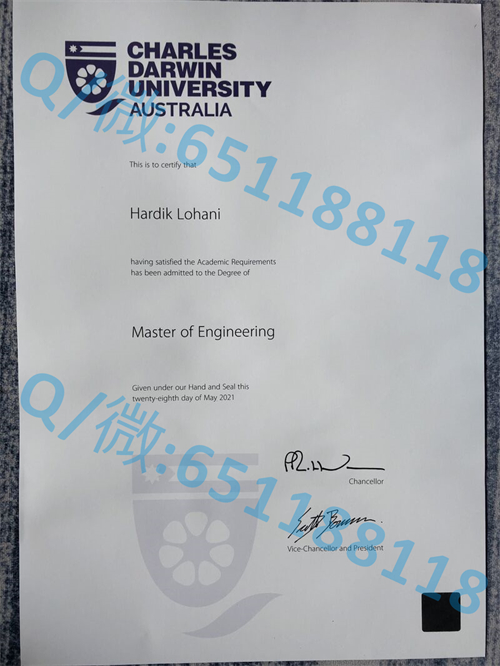 CHARLES
DARWIN
UNIVERSITY
AUSTRALIA
Q/微:651188118
This is to certify that
Hardik Lohani
having satisfied the Academic Requirements
has been admitted to the Degree of
Master of Engineering
Given under our Hand and Seal this
twenty-eighth day of May 2021
Q/微:651188118
Chancellor
Vice-Chancellor and President